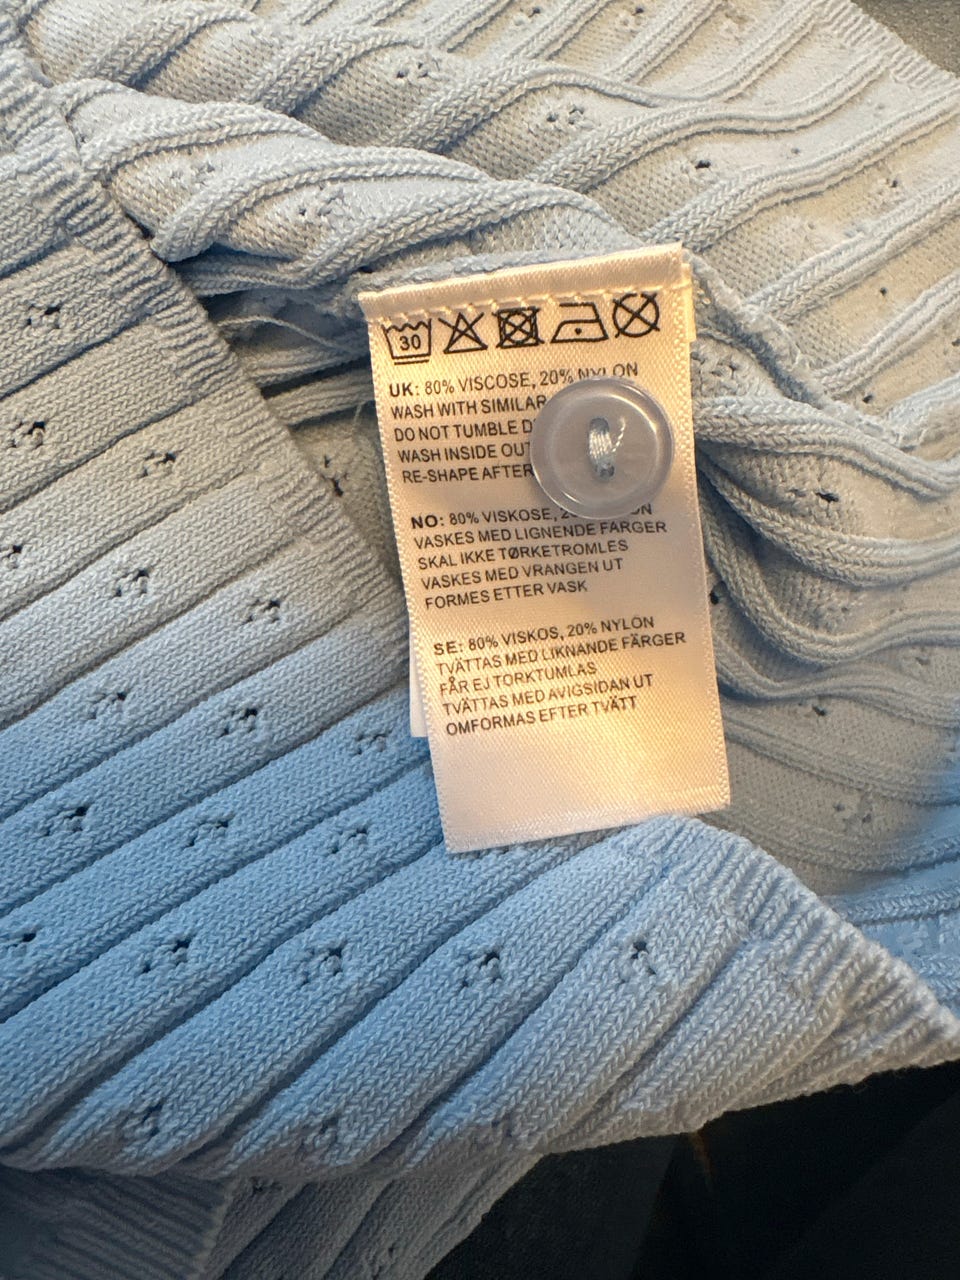 30
UK: 80% VISCOSE, 20% NYLON
WASH WITH SIMILAR
DO NOT TUMBLE
WASH INSIDE
RE-SHAPE AFTER
NO: 80% VISKOSE,
VASKES MED LIGNENDE FARGER
SKAL IKKE TØRKETROMLES
VASKES MED VRANGEN UT
FORMES ETTER VASK
SE: 80% VISKOS, 20% NYLON
TVÄTTAS MED LIKNANDE FÄRGER
FÅR EJ TORKTUMLAS
TVÄTTAS MED AVIGSIDAN UT
OMFORMAS EFTER TVÄTT